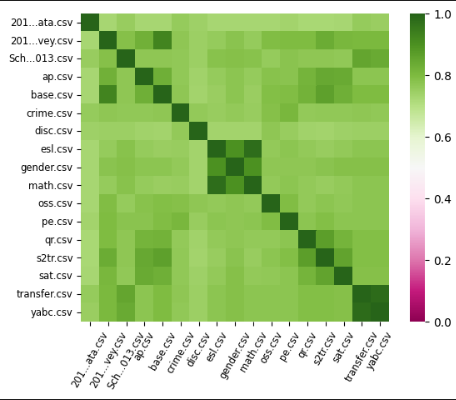 201...ata.csv
201...vey.csv
Sch...013.csv
ap.csv
base.csv
crime.csv
disc.csv
esl.csv
gender.csv
math.csv
oss.csv
pe.csv
qr.csv
s2tr.csv
sat.csv
transfer.csv
yabc.csv
1.0
0.8
0.6
0.4
0.2
0.0
201...ata.csv
201...vey.csv
Sch...013.csv
ap.csv
base.csv
crime.csv
disc.csv
esl.csv
gender.csv
math.csv
oss.csv
pe.csv
qr.csv
s2tr.csv
sat.csv
transfer.csv
yabc.csv